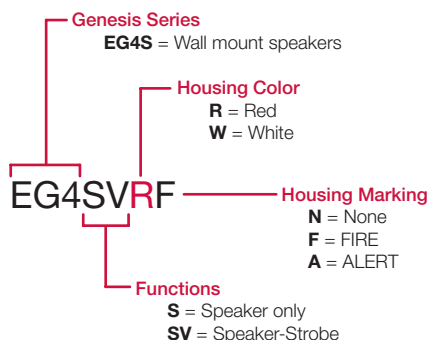 Genesis Series
EG4S = Wall mount speakers
Housing Color
R = Red
W = White
EG4SVRF
Housing Marking
N = None
F = FIRE
A = ALERT
Functions
S = Speaker only
SV = Speaker-Strobe